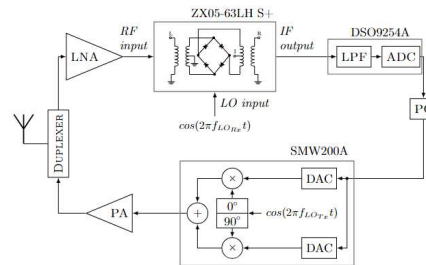 ZX05-63LH S+
RF
input
IF
output
DSO9254A
LNA
LPF
ADC
LO input
cos(2πf_{LO_{Rx}}t)
DUPLEXER
SMW200A
DAC
PA
0°
90°
cos(2πf_{LO_{Tx}}t)
DAC